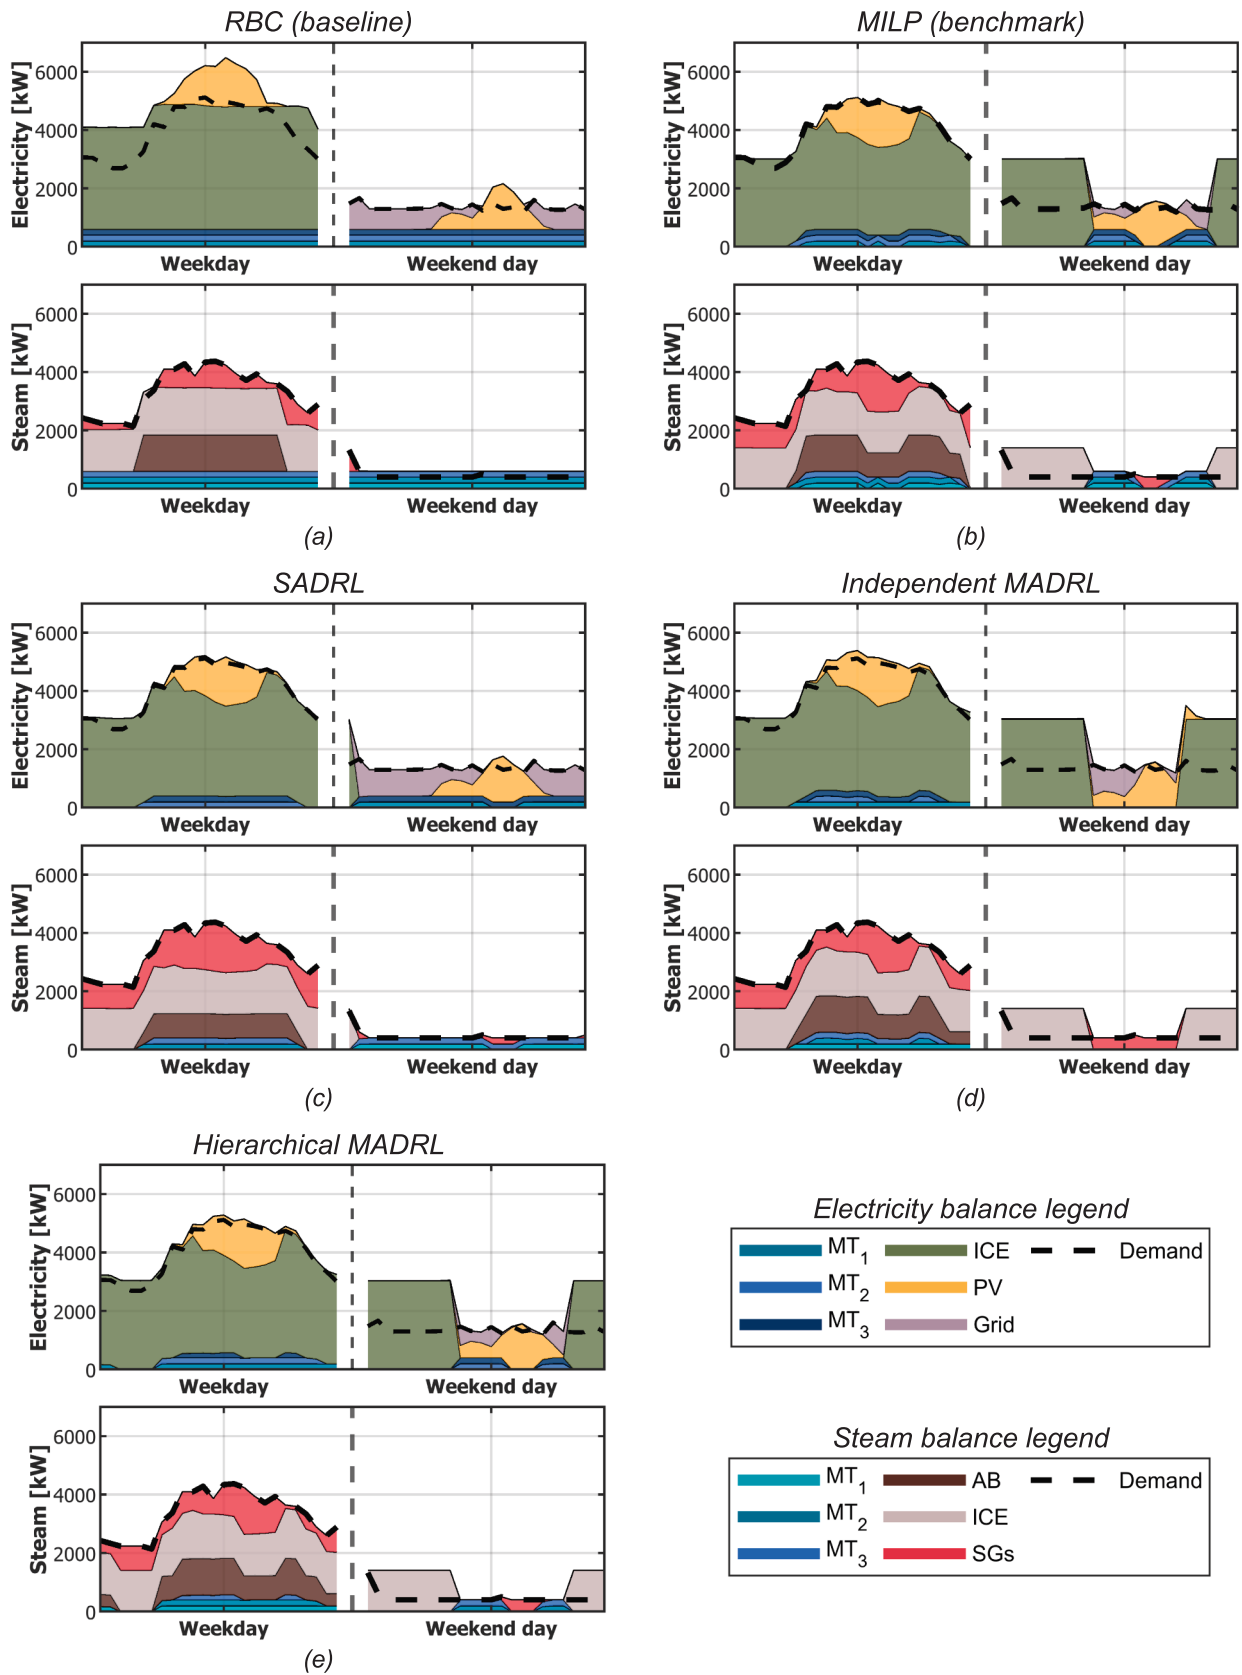 RBC (baseline)
Electricity [kW]
6000
4000
2000
0
Weekday
Weekend day
Steam [kW]
6000
4000
2000
0
Weekday
Weekend day
(a)
MILP (benchmark)
Electricity [kW]
6000
4000
2000
0
Weekday
Weekend day
Steam [kW]
6000
4000
2000
0
Weekday
Weekend day
(b)
SADRL
Electricity [kW]
6000
4000
2000
0
Weekday
Weekend day
Steam [kW]
6000
4000
2000
0
Weekday
Weekend day
(c)
Independent MADRL
Electricity [kW]
6000
4000
2000
0
Weekday
Weekend day
Steam [kW]
6000
4000
2000
0
Weekday
Weekend day
(d)
Hierarchical MADRL
Electricity [kW]
6000
4000
2000
0
Weekday
Weekend day
Steam [kW]
6000
4000
2000
0
Weekday
Weekend day
(e)
Electricity balance legend
MT1 ICE Demand
MT2 PV
MT3 Grid
Steam balance legend
MT1 AB Demand
MT2 ICE
MT3 SGs